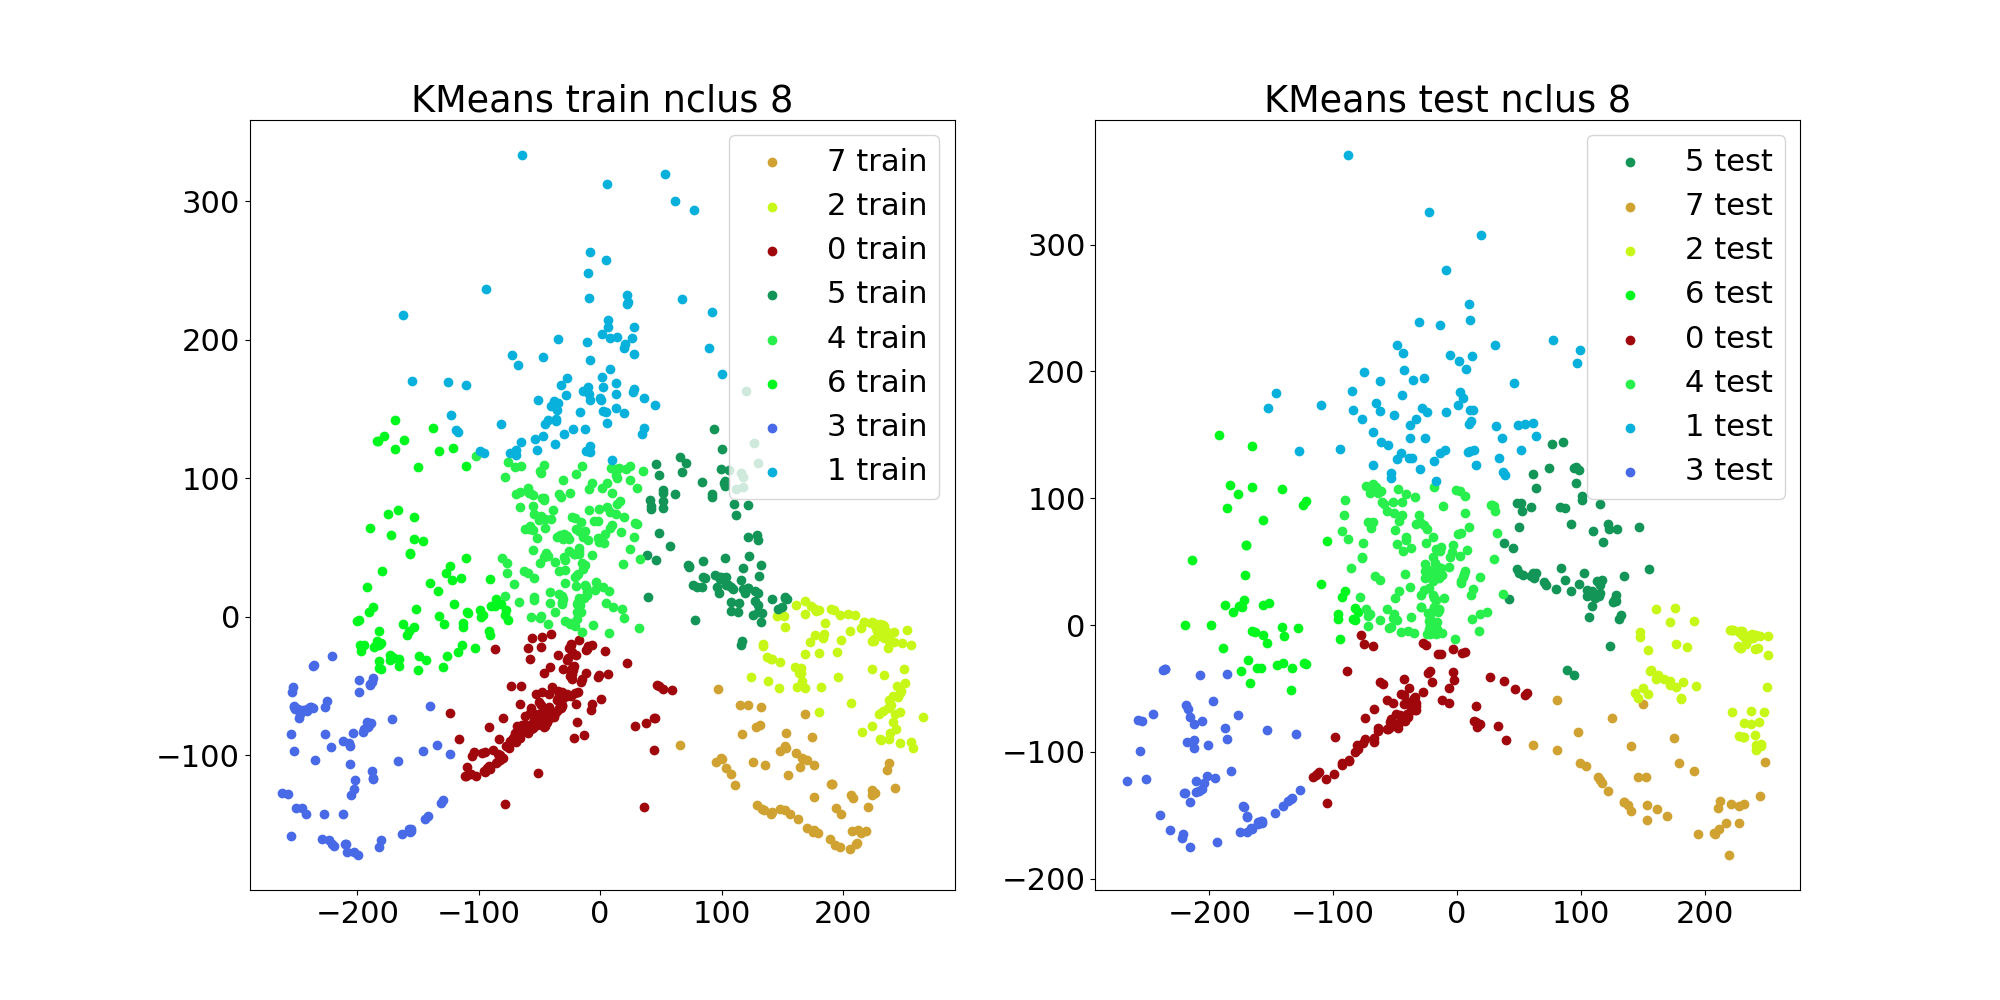 KMeans train nclus 8
300
200
100
0
−100
−200
−100
0
100
200
7 train
2 train
0 train
5 train
4 train
6 train
3 train
1 train
KMeans test nclus 8
300
200
100
0
−100
−200
−200
−100
0
100
200
5 test
7 test
2 test
6 test
0 test
4 test
1 test
3 test